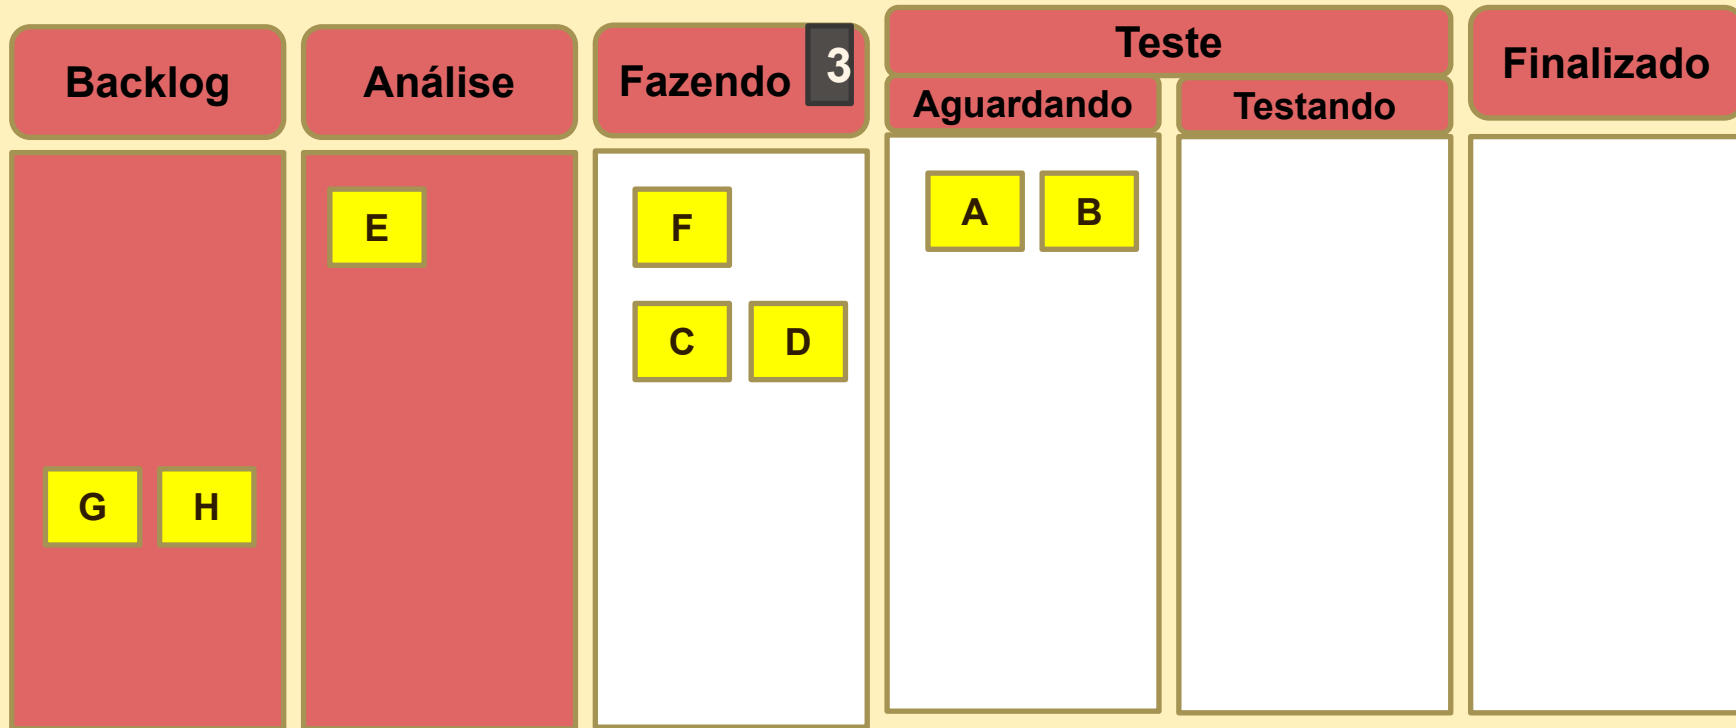 Backlog
Análise
Fazendo
3
Teste
Aguardando
Testando
Finalizado
E
F
C D
A B
G H